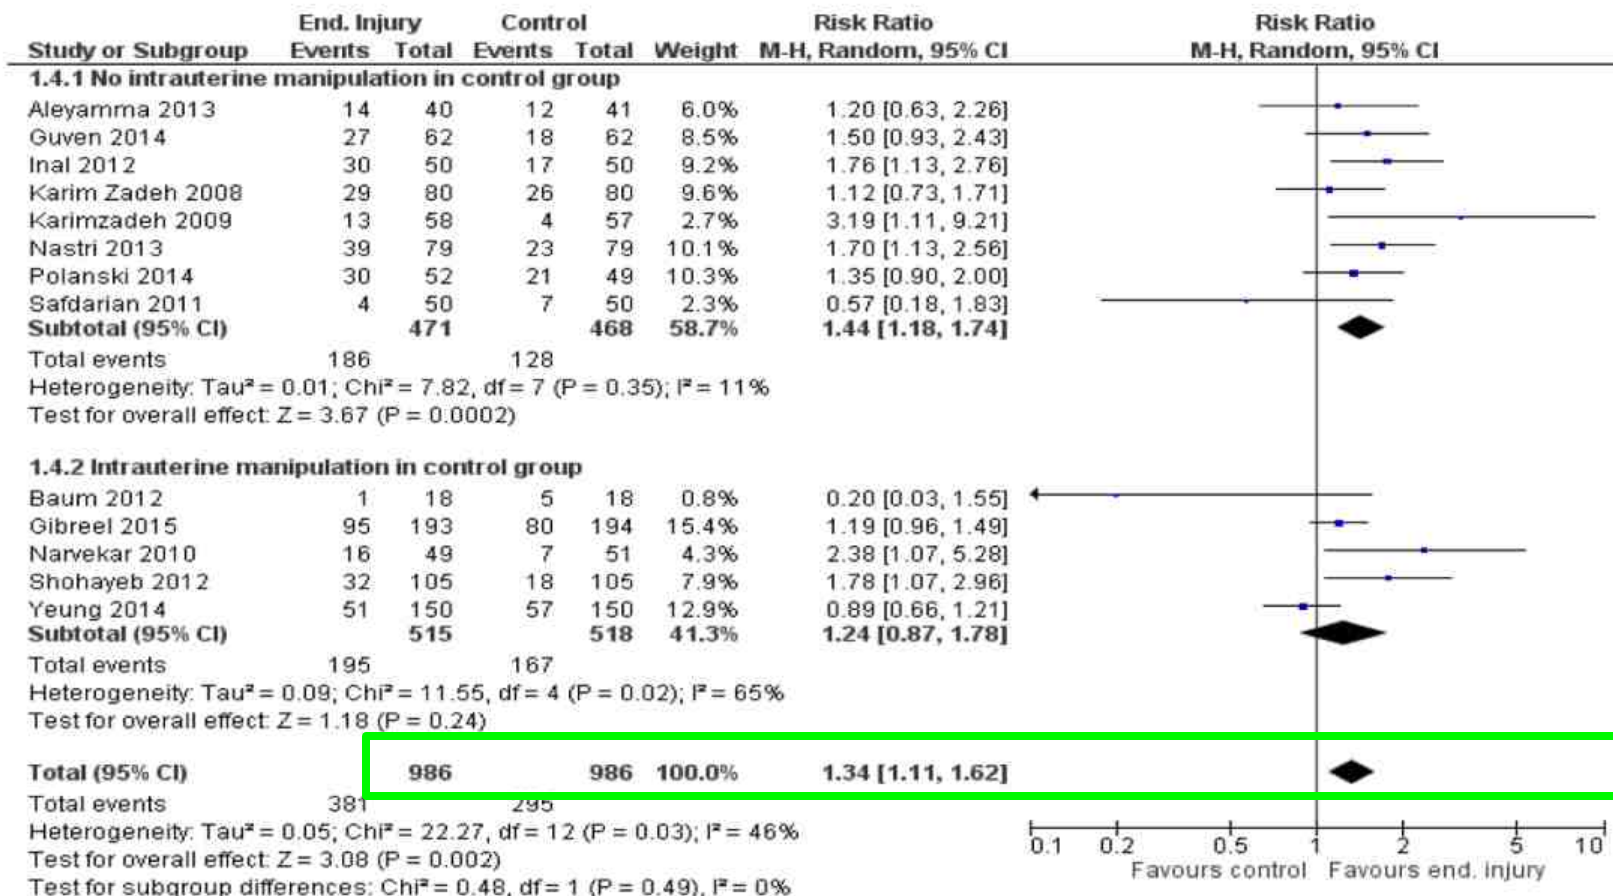 End. Injury Control Risk Ratio Risk Ratio
Study or Subgroup Events Total Events Total Weight M-H, Random, 95% CI M-H, Random, 95% CI
1.4.1 No intrauterine manipulation in control group
Aleyamma 2013 14 40 12 41 6.0% 1.20 [0.63, 2.26]
Guven 2014 27 62 18 62 8.5% 1.50 [0.93, 2.43]
Inal 2012 30 50 17 50 9.2% 1.76 [1.13, 2.76]
Karim Zadeh 2008 29 80 26 80 9.6% 1.12 [0.73, 1.71]
Karimzadeh 2009 13 58 4 57 2.7% 3.19 [1.11, 9.21]
Nastri 2013 39 79 23 79 10.1% 1.70 [1.13, 2.56]
Polanski 2014 30 52 21 49 10.3% 1.35 [0.90, 2.00]
Safdarian 2011 4 50 7 50 2.3% 0.57 [0.18, 1.83]
Subtotal (95% CI) 471 468 58.7% 1.44 [1.18, 1.74]
Total events 186 128
Heterogeneity: Tau² = 0.01; Chi² = 7.82, df = 7 (P = 0.35); I² = 11%
Test for overall effect: Z = 3.67 (P = 0.0002)
1.4.2 Intrauterine manipulation in control group
Baum 2012 1 18 5 18 0.8% 0.20 [0.03, 1.55]
Gibreel 2015 95 193 80 194 15.4% 1.19 [0.96, 1.49]
Narvekar 2010 16 49 7 51 4.3% 2.38 [1.07, 5.28]
Shohayeb 2012 32 105 18 105 7.9% 1.78 [1.07, 2.96]
Yeung 2014 51 150 57 150 12.9% 0.89 [0.66, 1.21]
Subtotal (95% CI) 515 518 41.3% 1.24 [0.87, 1.78]
Total events 195 167
Heterogeneity: Tau² = 0.09; Chi² = 11.55, df = 4 (P = 0.02); I² = 65%
Test for overall effect: Z = 1.18 (P = 0.24)
Total (95% CI) 986 986 100.0% 1.34 [1.11, 1.62]
Total events 381 295
Heterogeneity: Tau² = 0.05; Chi² = 22.27, df = 12 (P = 0.03); I² = 46%
Test for overall effect: Z = 3.08 (P = 0.002)
Test for subgroup differences: Chi² = 0.48, df = 1 (P = 0.49), I² = 0%
0.1 0.2 0.5 1 2 5 10
Favours control Favours end. injury